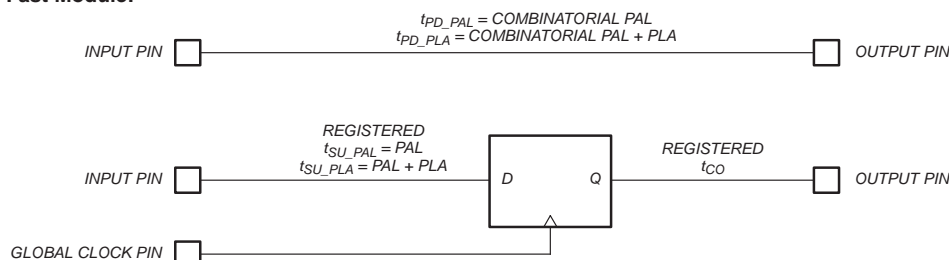 Fast Module:
tPD_PAL = COMBINATORIAL PAL
tPD_PLA = COMBINATORIAL PAL + PLA
INPUT PIN
OUTPUT PIN
REGISTERED
tSU_PAL = PAL
tSU_PLA = PAL + PLA
REGISTERED
tCO
INPUT PIN
D
Q
OUTPUT PIN
GLOBAL CLOCK PIN